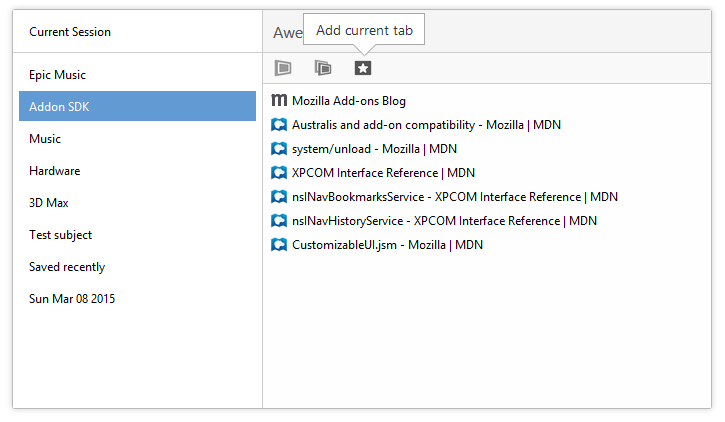 Current Session
Awe
Add current tab
Epic Music
Addon SDK
Music
Hardware
3D Max
Test subject
Saved recently
Sun Mar 08 2015
m Mozilla Add-ons Blog
Australis and add-on compatibility - Mozilla | MDN
system/unload - Mozilla | MDN
XPCOM Interface Reference | MDN
nsINavBookmarksService - XPCOM Interface Reference | MDN
nsINavHistoryService - XPCOM Interface Reference | MDN
CustomizableUI.jsm - Mozilla | MDN